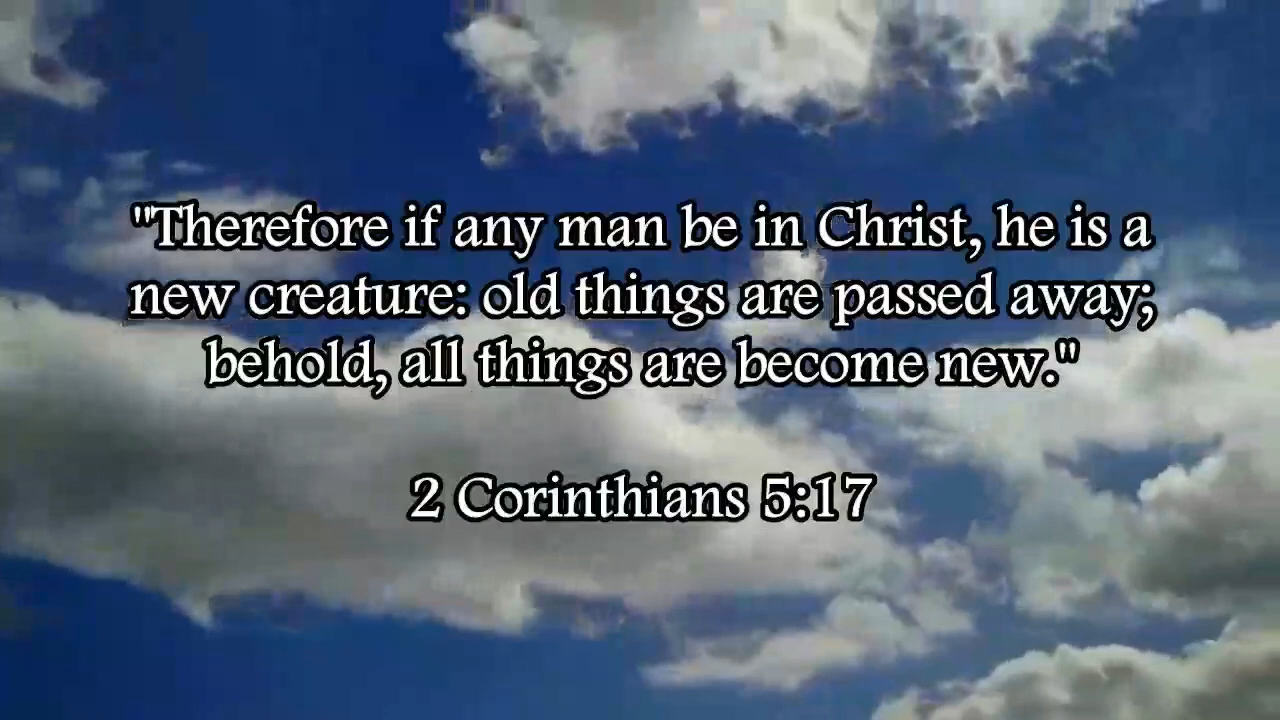 "Therefore if any man be in Christ, he is a
new creature: old things are passed away;
behold, all things are become new."
2 Corinthians 5:17